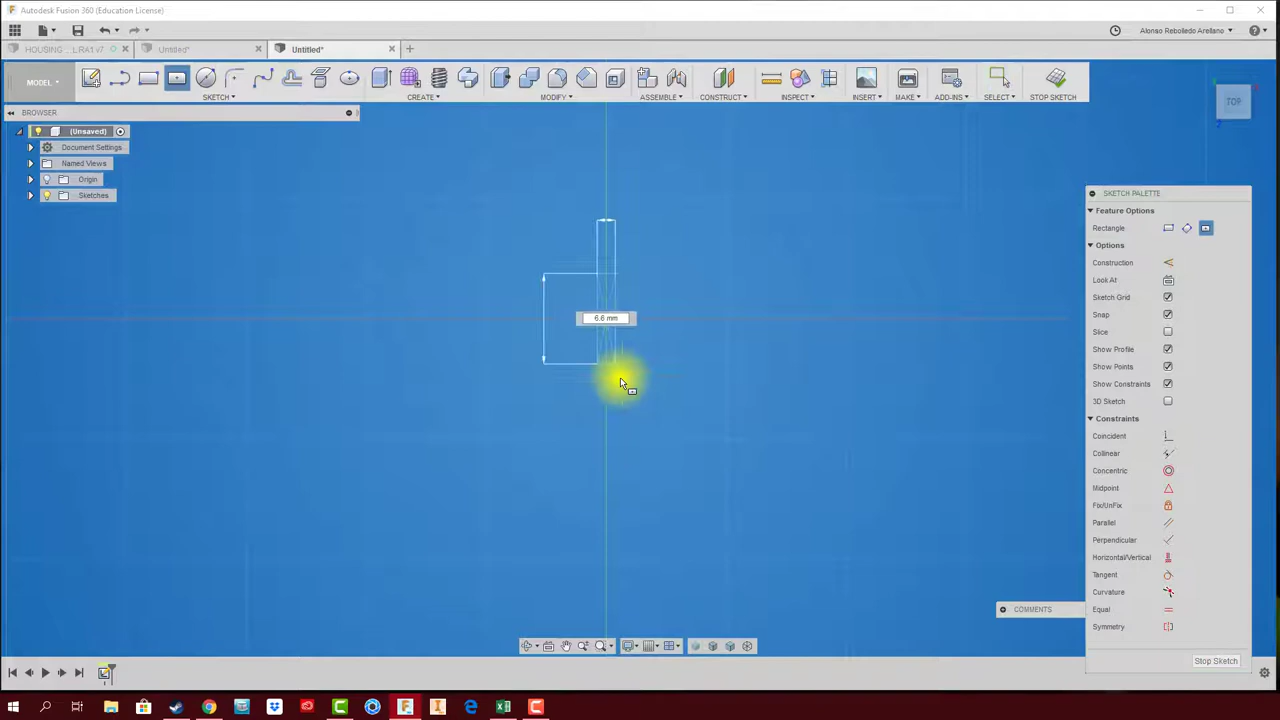 Autodesk Fusion 360 (Education License)
Alonso Rebolledo Arellano
HOUSING ... L.RA1 v7
Untitled*
Untitled*
MODEL
SKETCH
CREATE
MODIFY
ASSEMBLE
CONSTRUCT
INSPECT
INSERT
MAKE
ADD-INS
SELECT
STOP SKETCH
BROWSER
(Unsaved)
Document Settings
Named Views
Origin
Sketches
TOP
6.6 mm
SKETCH PALETTE
Feature Options
Rectangle
Options
Construction
Look At
Sketch Grid
Snap
Slice
Show Profile
Show Points
Show Constraints
3D Sketch
Constraints
Coincident
Collinear
Concentric
Midpoint
Fix/UnFix
Parallel
Perpendicular
Horizontal/Vertical
Tangent
Curvature
Equal
Symmetry
COMMENTS
Stop Sketch